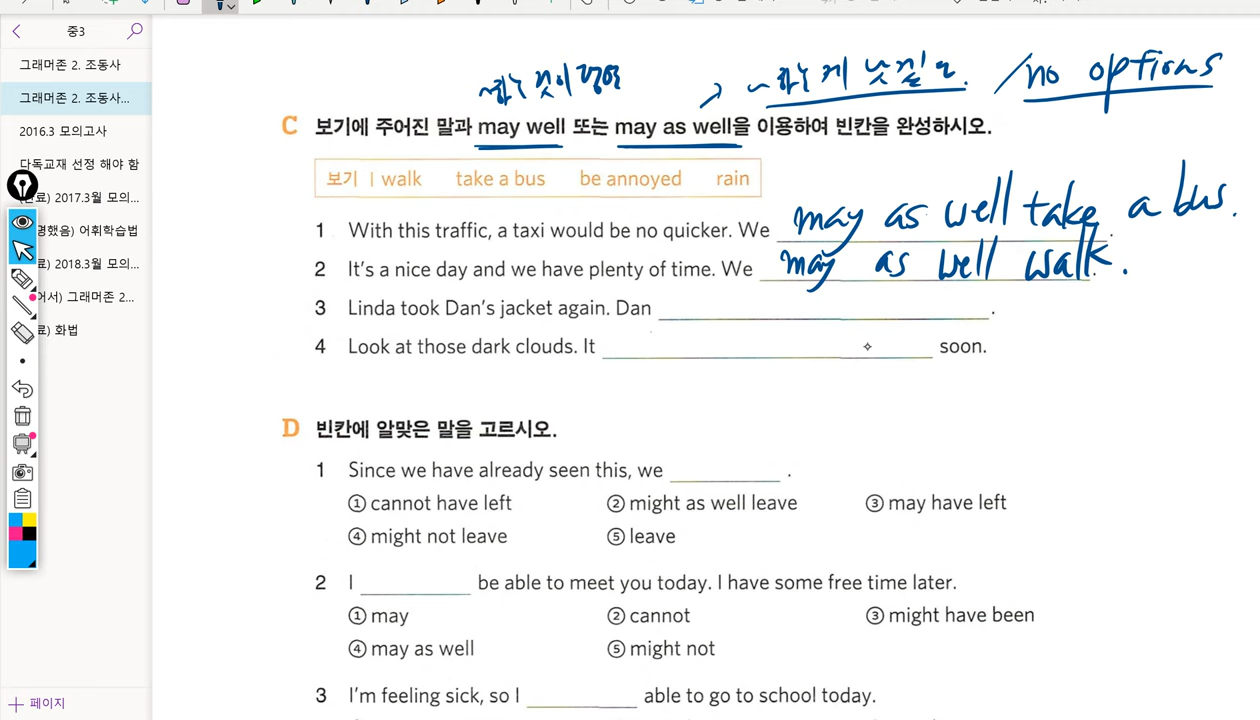 중3
그래머존 2. 조동사
그래머존 2. 조동사...
2016.3 모의고사
단독교재 선정 해야 함
료) 2017.3월 모의...
명했음) 어휘학습법
료) 2018.3월 모의...
어서) 그래머존 2...
료) 화법
페이지
~하는 것이 당연
→ ~하는 게 낫겠다. / no options
C 보기에 주어진 말과 may well 또는 may as well을 이용하여 빈칸을 완성하시오.
보기 | walk take a bus be annoyed rain
1 With this traffic, a taxi would be no quicker. We may as well take a bus.
2 It's a nice day and we have plenty of time. We may as well walk.
3 Linda took Dan's jacket again. Dan .
4 Look at those dark clouds. It soon.
D 빈칸에 알맞은 말을 고르시오.
1 Since we have already seen this, we .
① cannot have left ② might as well leave ③ may have left
④ might not leave ⑤ leave
2 I be able to meet you today. I have some free time later.
① may ② cannot ③ might have been
④ may as well ⑤ might not
3 I'm feeling sick, so I able to go to school today.